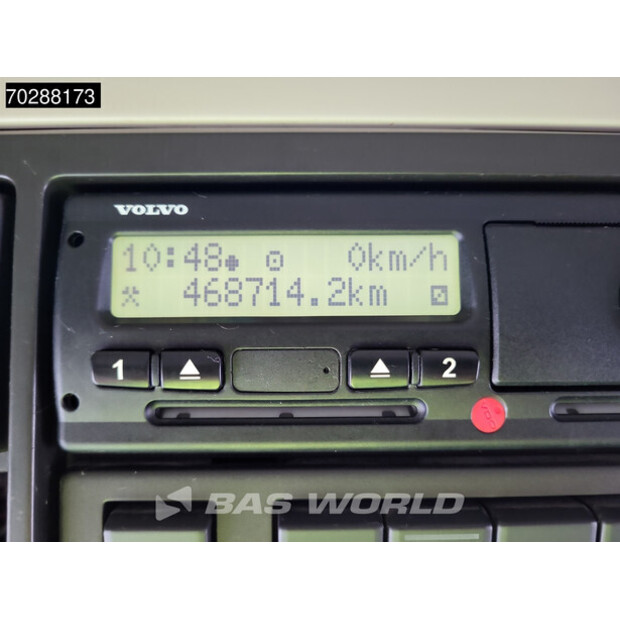 70288173
VOLVO
10:48 0km/h
468714.2km
1 2
BAS WORLD